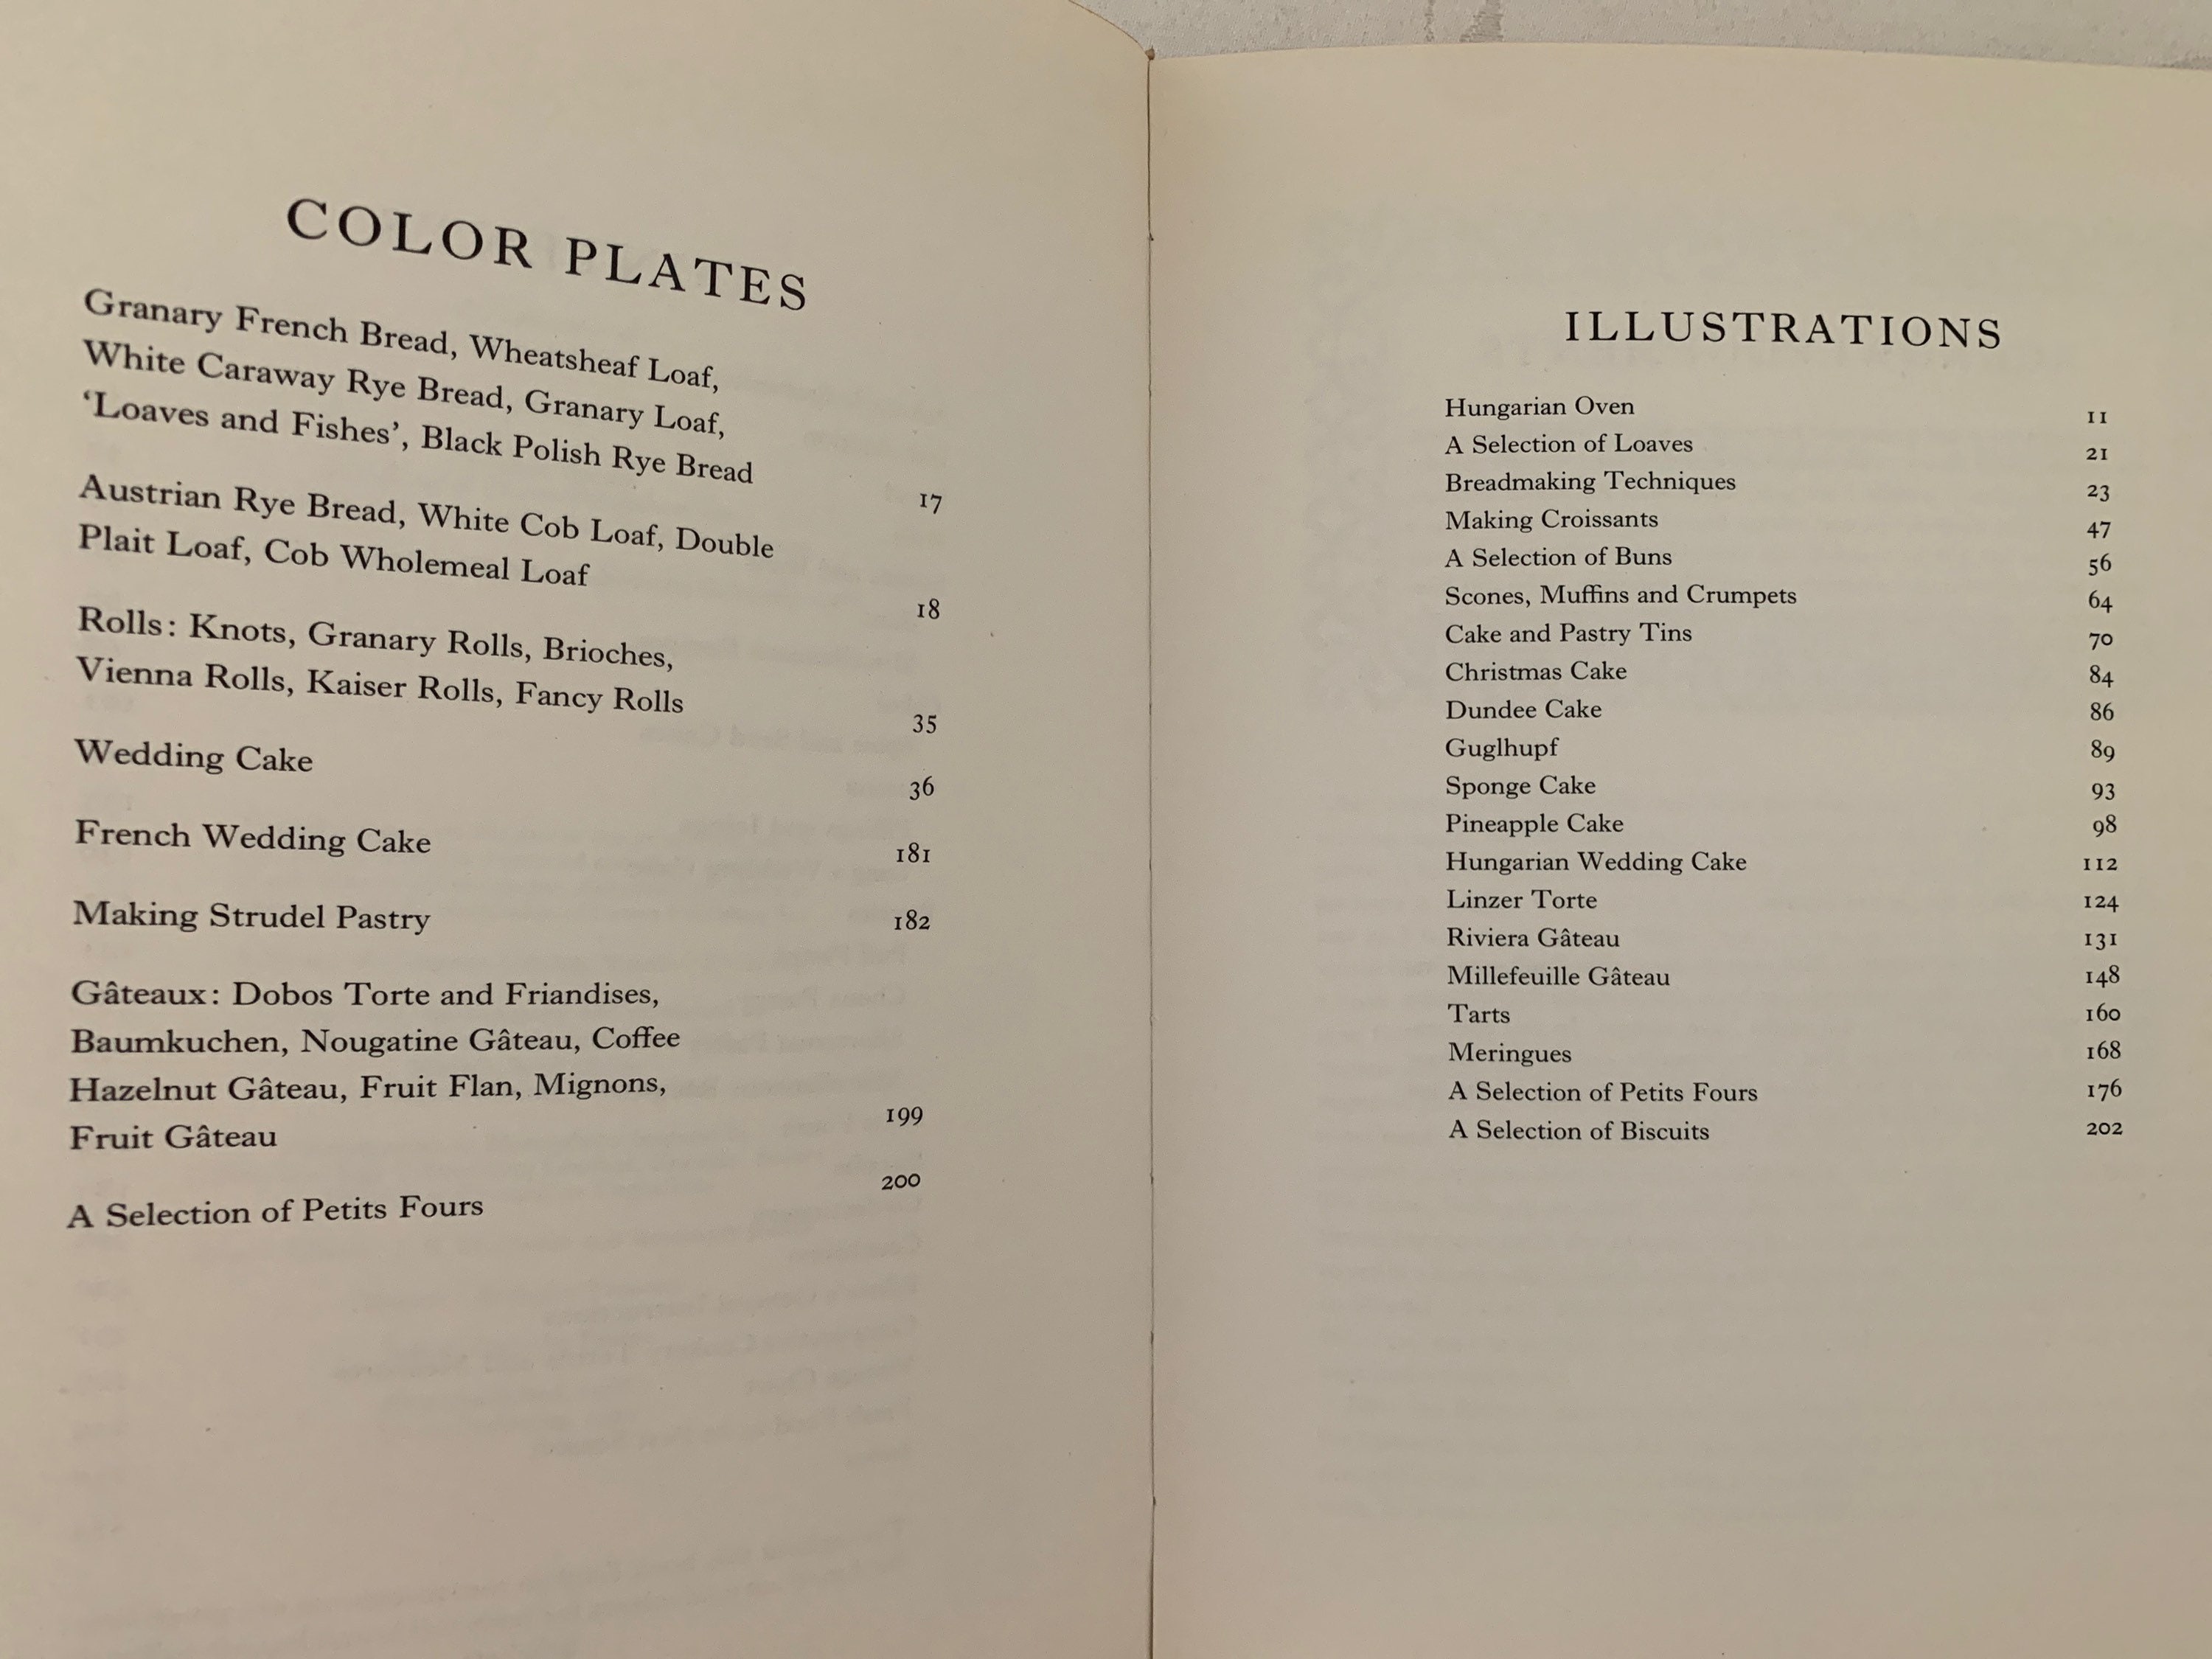 COLOR PLATES
Granary French Bread, Wheatsheaf Loaf,
White Caraway Rye Bread, Granary Loaf,
‘Loaves and Fishes’, Black Polish Rye Bread 17
Austrian Rye Bread, White Cob Loaf, Double
Plait Loaf, Cob Wholemeal Loaf 18
Rolls: Knots, Granary Rolls, Brioches,
Vienna Rolls, Kaiser Rolls, Fancy Rolls 35
Wedding Cake 36
French Wedding Cake 181
Making Strudel Pastry 182
Gâteaux: Dobos Torte and Friandises,
Baumkuchen, Nougatine Gâteau, Coffee
Hazelnut Gâteau, Fruit Flan, Mignons,
Fruit Gâteau 199
A Selection of Petits Fours 200
ILLUSTRATIONS
Hungarian Oven 11
A Selection of Loaves 21
Breadmaking Techniques 23
Making Croissants 47
A Selection of Buns 56
Scones, Muffins and Crumpets 64
Cake and Pastry Tins 70
Christmas Cake 84
Dundee Cake 86
Guglhupf 89
Sponge Cake 93
Pineapple Cake 98
Hungarian Wedding Cake 112
Linzer Torte 124
Riviera Gâteau 131
Millefeuille Gâteau 148
Tarts 160
Meringues 168
A Selection of Petits Fours 176
A Selection of Biscuits 202